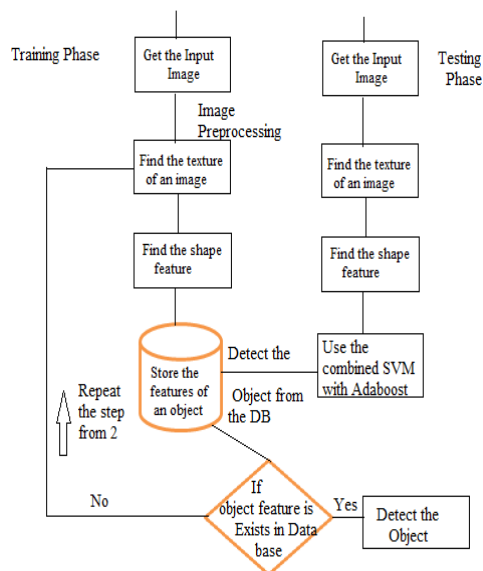 Training Phase
Get the Input
Image
Image
Preprocessing
Find the texture
of an image
Find the shape
feature
Store the
features of
an object
Repeat
the step
from 2
No
Testing
Phase
Get the Input
Image
Find the texture
of an image
Find the shape
feature
Use the
combined SVM
with Adaboost
Detect the
Object from
the DB
If
object feature is
Exists in Data
base
Yes
Detect the
Object